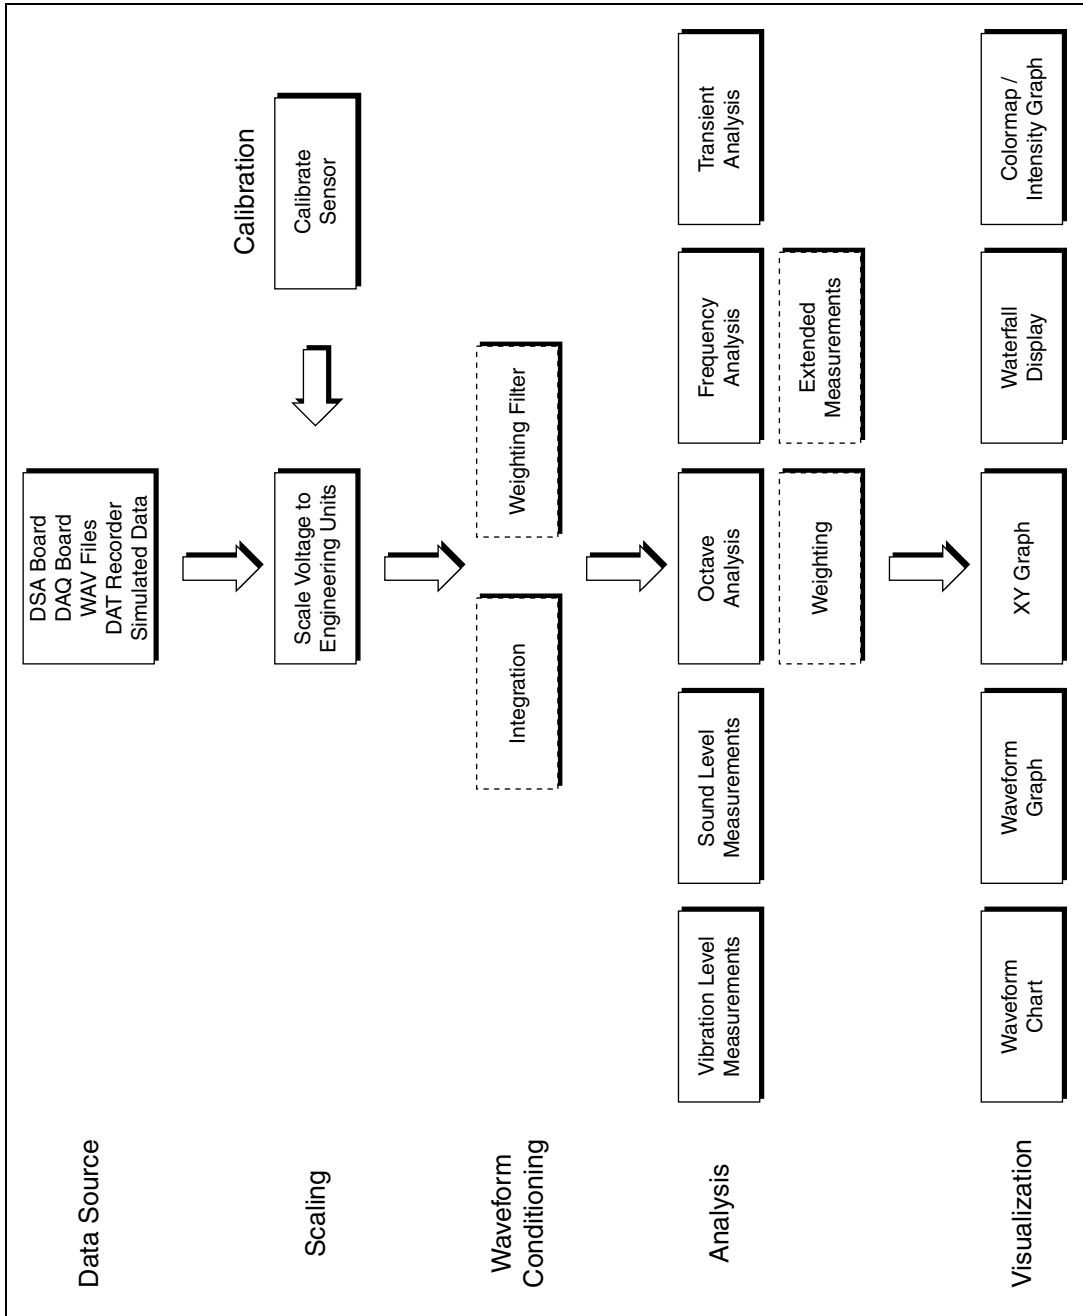 Data Source
DSA Board
DAQ Board
WAV Files
DAT Recorder
Simulated Data
Scaling
Scale Voltage to
Engineering Units
Calibration
Calibrate
Sensor
Waveform
Conditioning
Integration
Weighting Filter
Analysis
Vibration Level
Measurements
Sound Level
Measurements
Octave
Analysis
Frequency
Analysis
Transient
Analysis
Weighting
Extended
Measurements
Visualization
Waveform
Chart
Waveform
Graph
XY Graph
Waterfall
Display
Colormap /
Intensity Graph